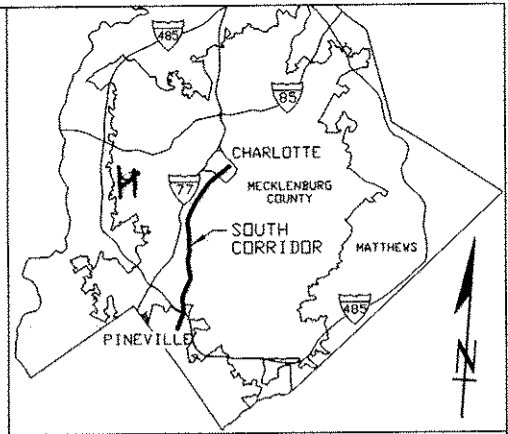 485
85
CHARLOTTE
77
MECKLENBURG
COUNTY
SOUTH
CORRIDOR
MATTHEWS
485
PINEVILLE
N